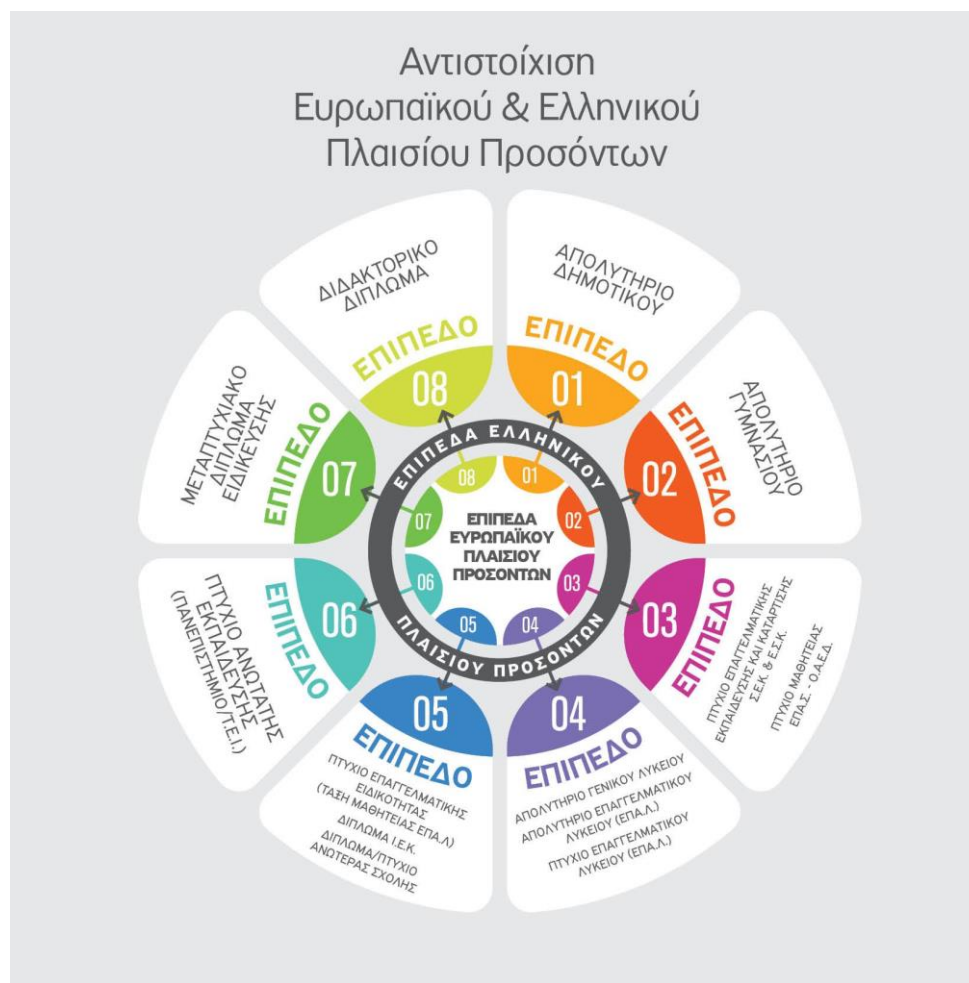 Αντιστοίχιση
Ευρωπαϊκού & Ελληνικού
Πλαισίου Προσόντων
ΑΠΟΛΥΤΗΡΙΟ
ΔΗΜΟΤΙΚΟΥ
ΕΠΙΠΕΔΟ
01
ΑΠΟΛΥΤΗΡΙΟ
ΓΥΜΝΑΣΙΟΥ
ΕΠΙΠΕΔΟ
02
ΕΠΙΠΕΔΟ
03
ΠΤΥΧΙΟ ΕΠΑΓΓΕΛΜΑΤΙΚΗΣ
ΕΚΠΑΙΔΕΥΣΗΣ ΚΑΙ ΚΑΤΑΡΤΙΣΗΣ
Σ.Ε.Κ. & Ε.Σ.Κ.
ΠΤΥΧΙΟ ΜΑΘΗΤΕΙΑΣ
ΕΠΑ.Σ. - Ο.Α.Ε.Δ.
04
ΕΠΙΠΕΔΟ
ΑΠΟΛΥΤΗΡΙΟ ΓΕΝΙΚΟΥ ΛΥΚΕΙΟΥ
ΑΠΟΛΥΤΗΡΙΟ ΕΠΑΓΓΕΛΜΑΤΙΚΟΥ
ΛΥΚΕΙΟΥ (ΕΠΑ.Λ.)
ΠΤΥΧΙΟ ΕΠΑΓΓΕΛΜΑΤΙΚΟΥ
ΛΥΚΕΙΟΥ (ΕΠΑ.Λ.)
05
ΕΠΙΠΕΔΟ
ΠΤΥΧΙΟ ΕΠΑΓΓΕΛΜΑΤΙΚΗΣ
ΕΙΔΙΚΟΤΗΤΑΣ
(ΤΑΞΗ ΜΑΘΗΤΕΙΑΣ ΕΠΑ.Λ)
ΔΙΠΛΩΜΑ Ι.Ε.Κ.
ΔΙΠΛΩΜΑ/ΠΤΥΧΙΟ
ΑΝΩΤΕΡΑΣ ΣΧΟΛΗΣ
06
ΕΠΙΠΕΔΟ
ΠΤΥΧΙΟ ΑΝΩΤΑΤΗΣ
ΕΚΠΑΙΔΕΥΣΗΣ
(ΠΑΝΕΠΙΣΤΗΜΙΟ/Τ.Ε.Ι.)
ΜΕΤΑΠΤΥΧΙΑΚΟ
ΔΙΠΛΩΜΑ
ΕΙΔΙΚΕΥΣΗΣ
ΕΠΙΠΕΔΟ
07
ΔΙΔΑΚΤΟΡΙΚΟ
ΔΙΠΛΩΜΑ
ΕΠΙΠΕΔΟ
08
ΕΠΙΠΕΔΑ ΕΛΛΗΝΙΚΟΥ
ΠΛΑΙΣΙΟΥ ΠΡΟΣΟΝΤΩΝ
01
02
03
04
05
06
07
08
ΕΠΙΠΕΔΑ
ΕΥΡΩΠΑΪΚΟΥ
ΠΛΑΙΣΙΟΥ
ΠΡΟΣΟΝΤΩΝ